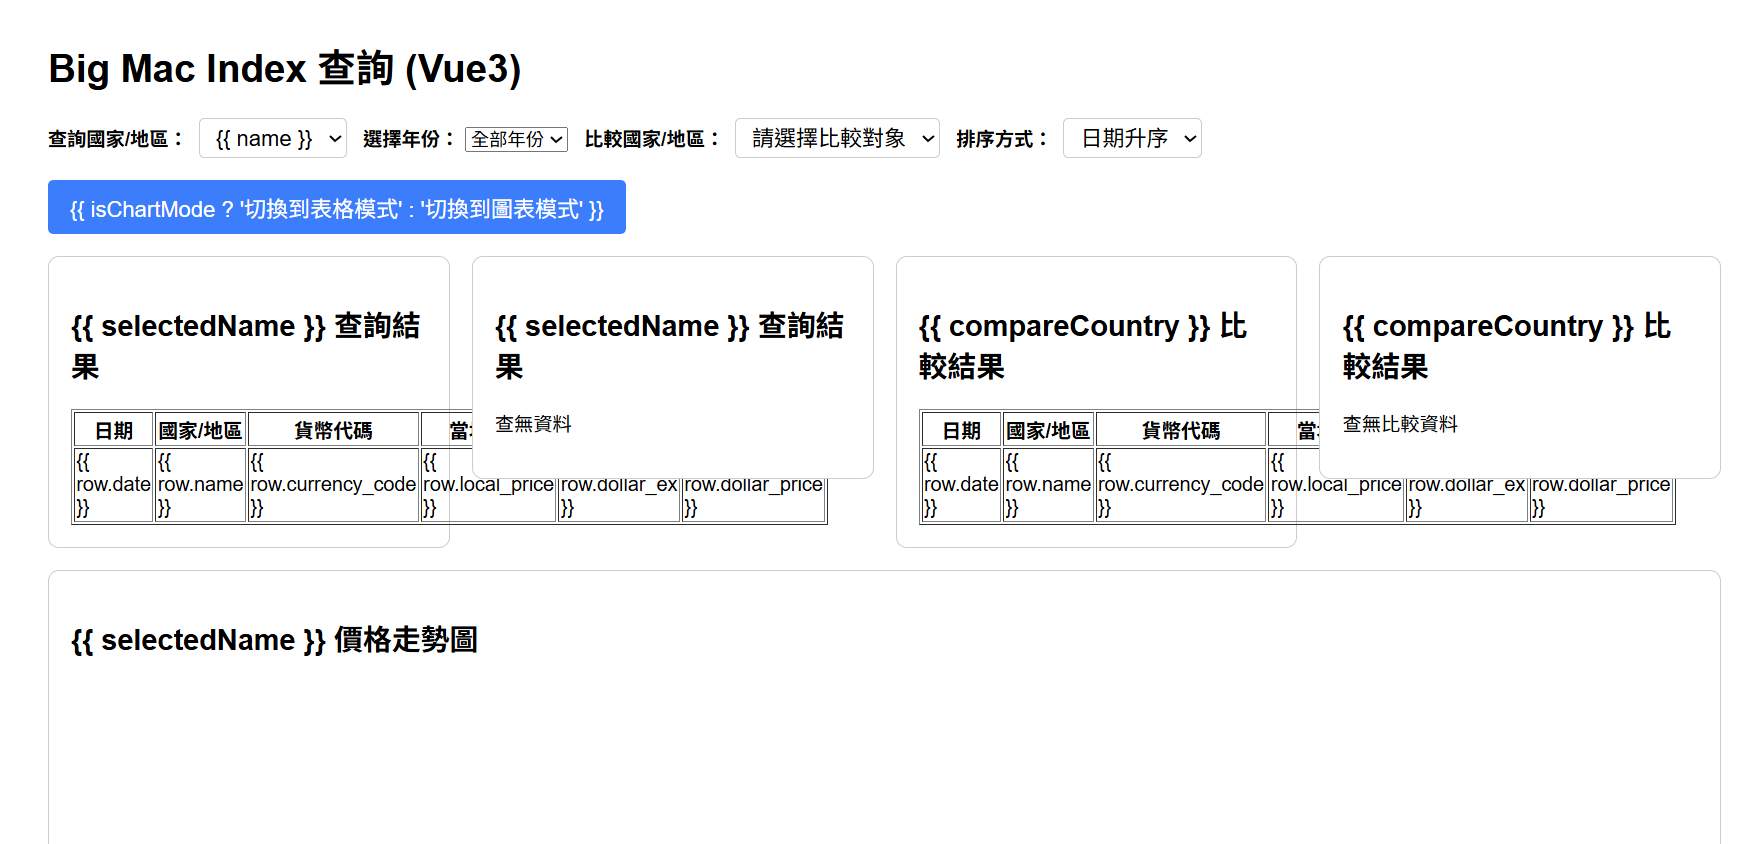 Big Mac Index 查詢 (Vue3)
查詢國家/地區： {{ name }} 選擇年份： 全部年份 比較國家/地區： 請選擇比較對象 排序方式： 日期升序
{{ isChartMode ? '切換到表格模式' : '切換到圖表模式' }}
{{ selectedName }} 查詢結
果
日期 國家/地區 貨幣代碼 當
{{ {{ {{ {{
row.date row.name row.currency_code row.local_price row.dollar_ex row.dollar_price
}} }} }} }} }} }}
{{ selectedName }} 查詢結
果
查無資料
{{ compareCountry }} 比
較結果
日期 國家/地區 貨幣代碼 當
{{ {{ {{ {{
row.date row.name row.currency_code row.local_price row.dollar_ex row.dollar_price
}} }} }} }} }} }}
{{ compareCountry }} 比
較結果
查無比較資料
{{ selectedName }} 價格走勢圖